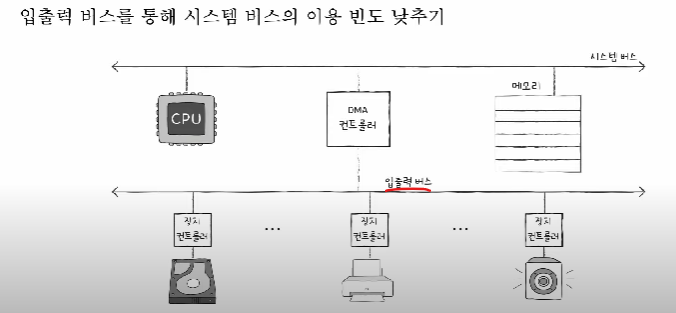 입출력 버스를 통해 시스템 버스의 이용 빈도 낮추기
시스템 버스
메모리
CPU
DMA
컨트롤러
입출력 버스
장치
컨트롤러
...
장치
컨트롤러
...
장치
컨트롤러